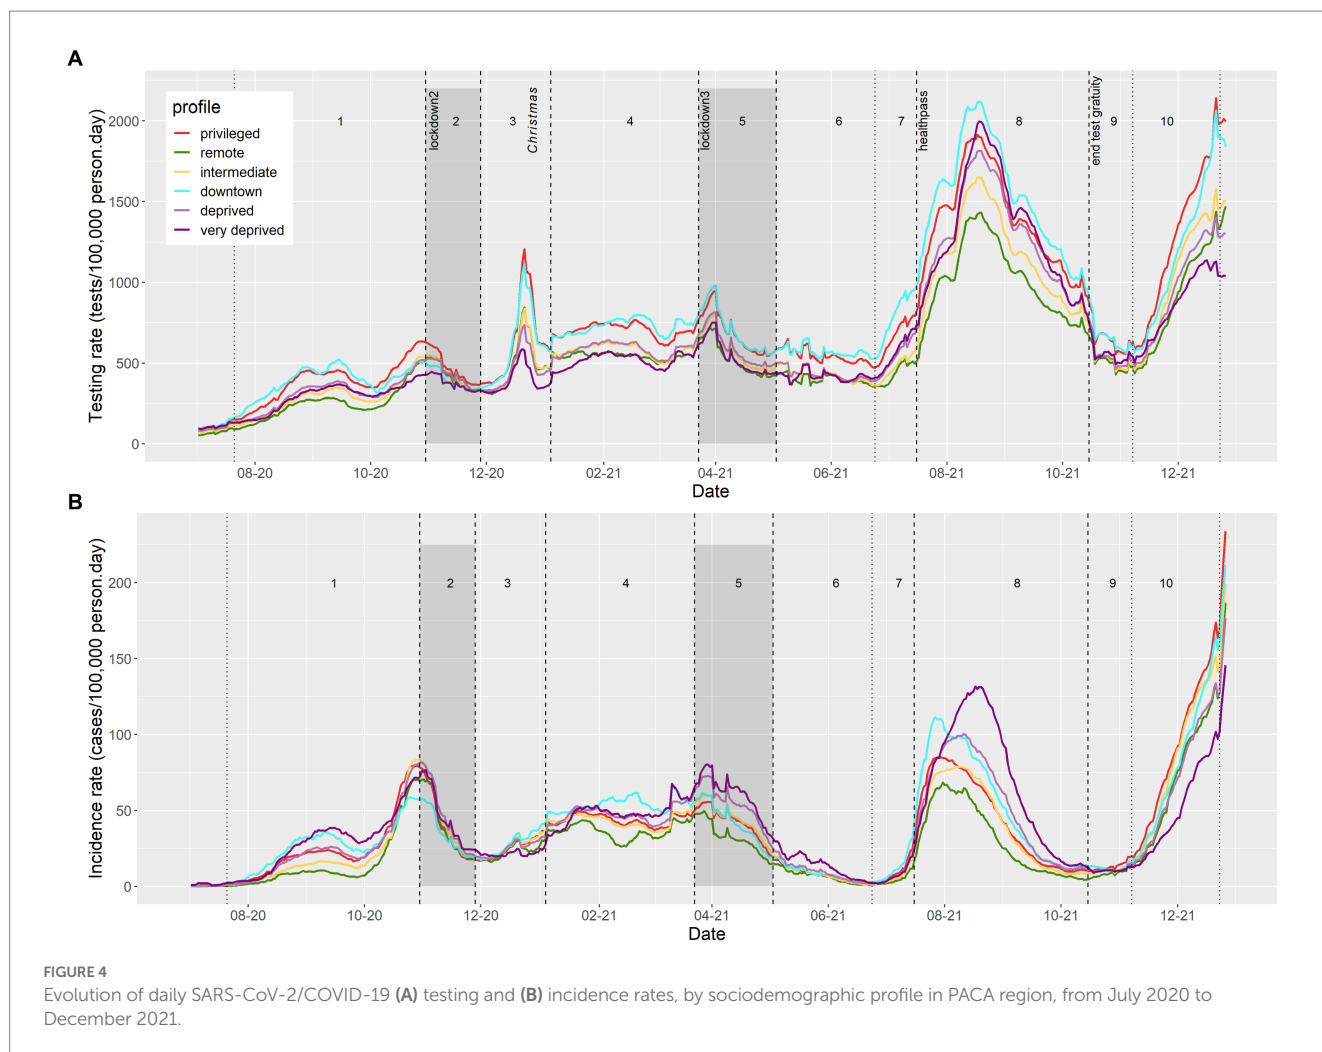 A
Testing rate (tests/100,000 person.day)
2000
1500
1000
500
0
profile
privileged
remote
intermediate
downtown
deprived
very deprived
1
lockdown2
2
3
Christmas
4
lockdown3
5
6
7
healthpass
8
end test gratuity
9
10
08-20
10-20
12-20
02-21
04-21
06-21
08-21
10-21
12-21
Date
B
Incidence rate (cases/100,000 person.day)
200
150
100
50
0
1
2
3
4
5
6
7
8
9
10
08-20
10-20
12-20
02-21
04-21
06-21
08-21
10-21
12-21
Date
FIGURE 4
Evolution of daily SARS-CoV-2/COVID-19 (A) testing and (B) incidence rates, by sociodemographic profile in PACA region, from July 2020 to
December 2021.